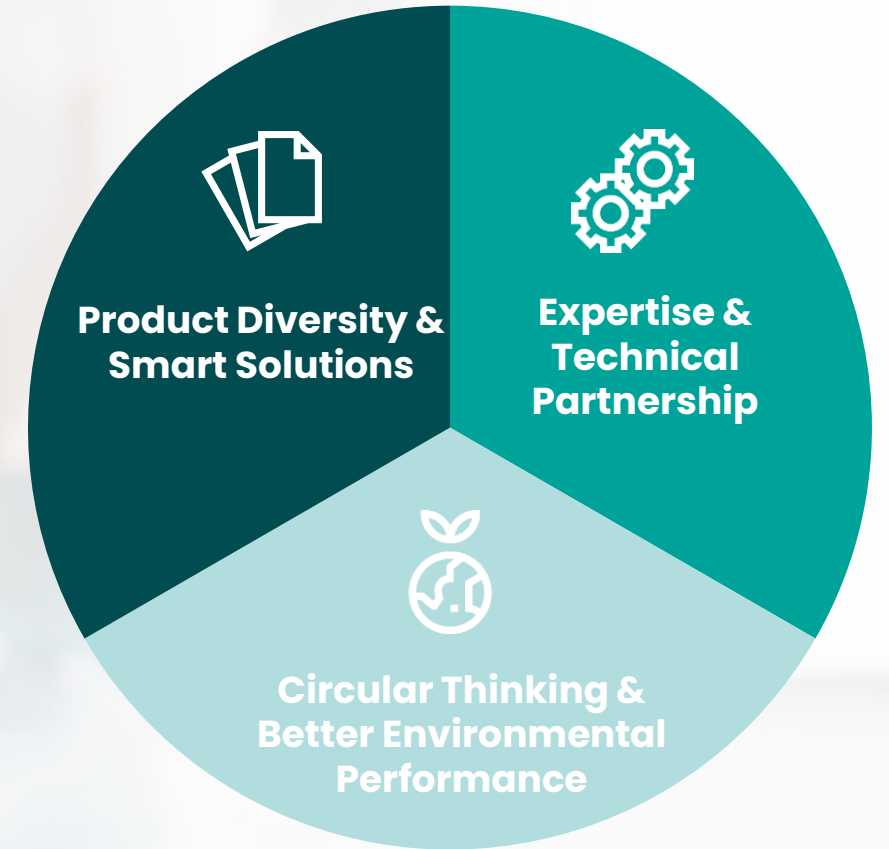 Product Diversity &
Smart Solutions
Expertise &
Technical
Partnership
Circular Thinking &
Better Environmental
Performance